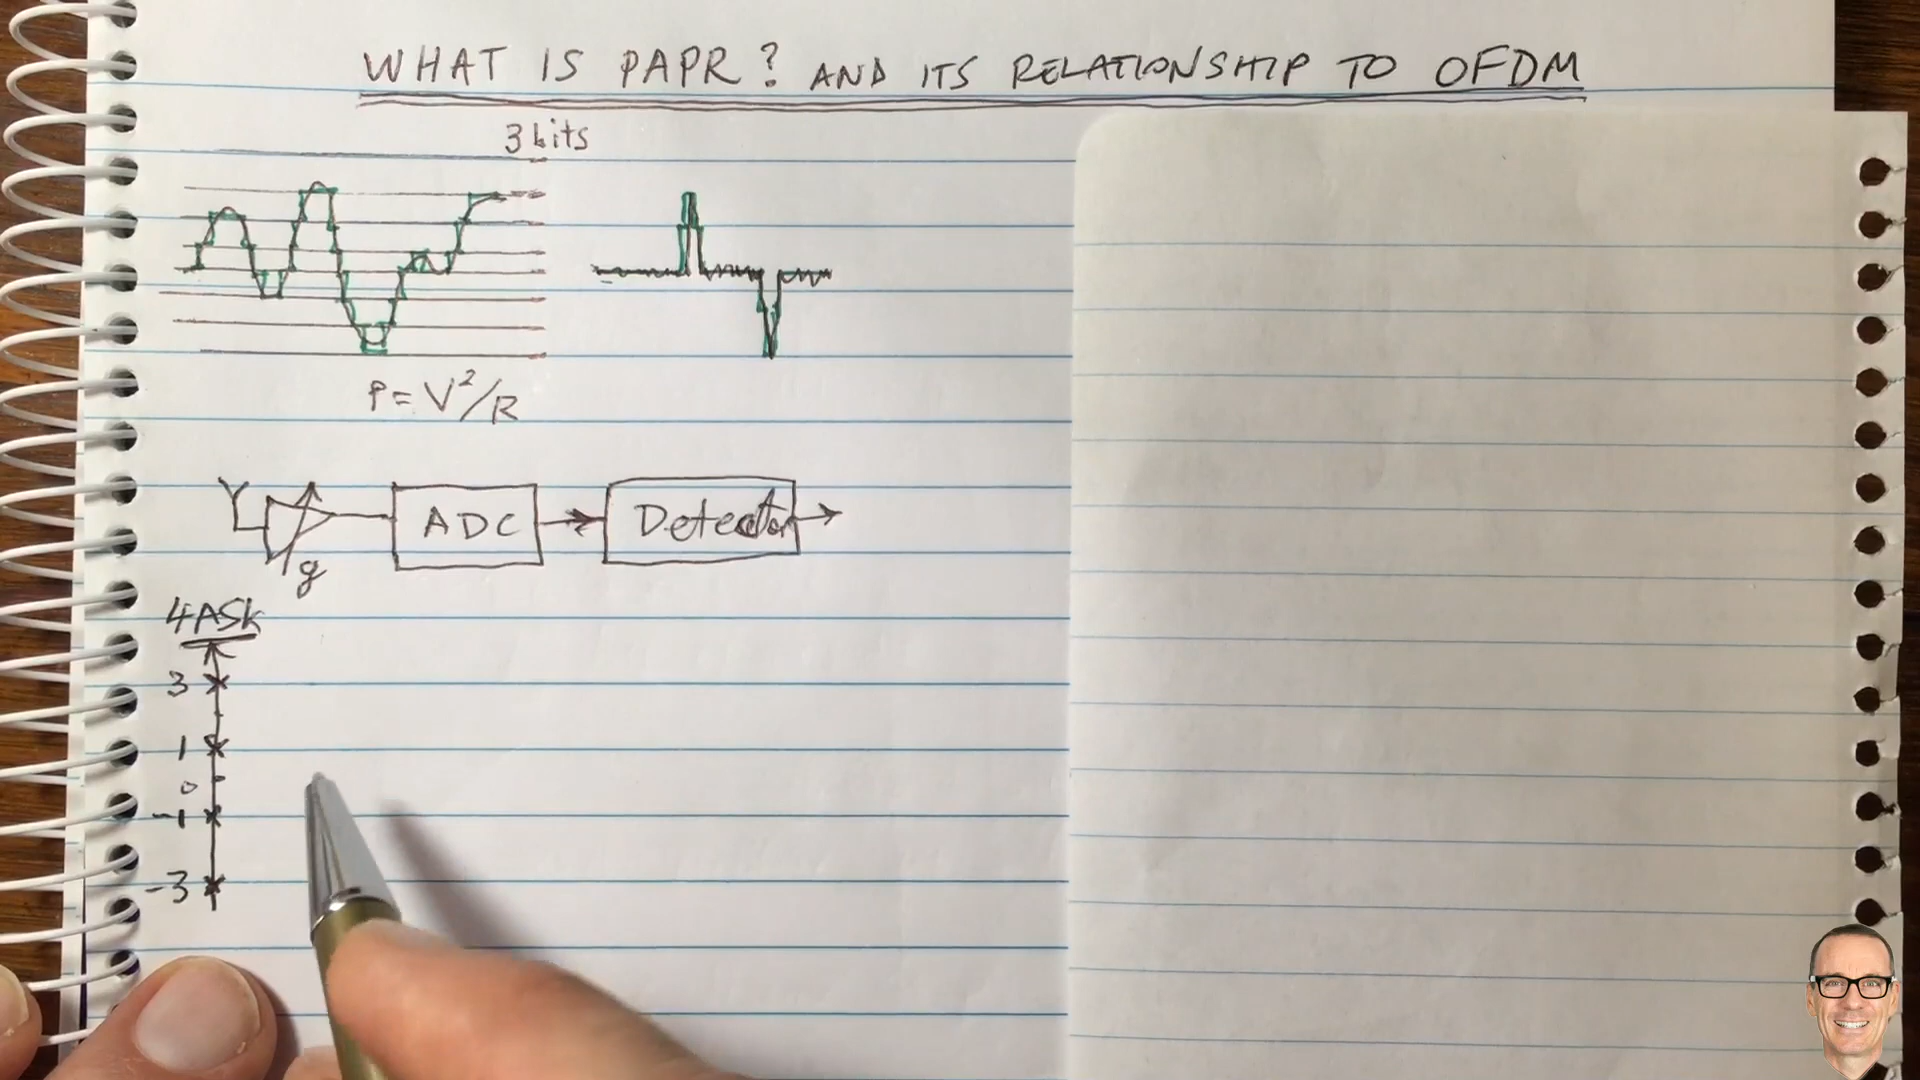 WHAT IS PAPR? AND ITS RELATIONSHIP TO OFDM
3 bits
P = V²/R
ADC
Detector
g
4ASK
3
1
0
-1
-3